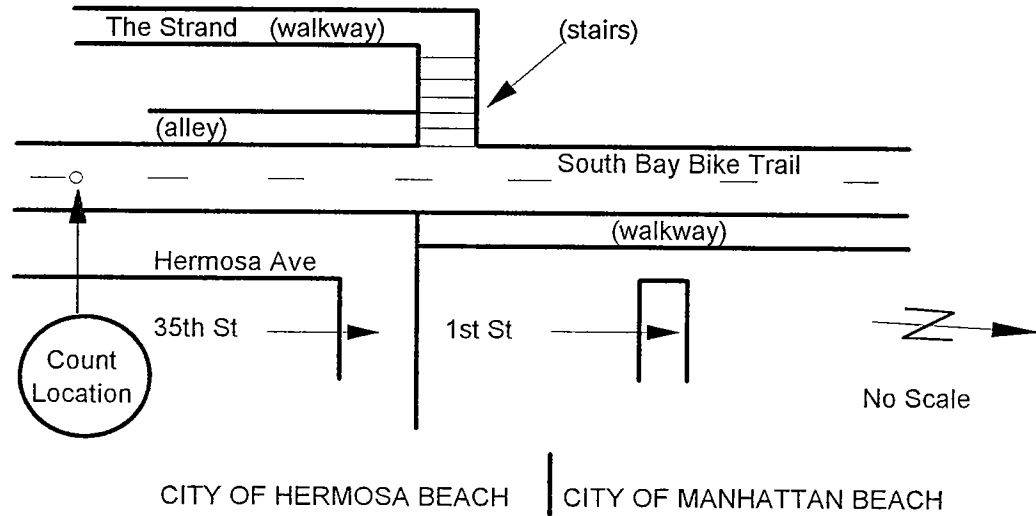 The Strand (walkway)
(stairs)
(alley)
South Bay Bike Trail
(walkway)
Hermosa Ave
35th St
1st St
N
Count
Location
No Scale
CITY OF HERMOSA BEACH
CITY OF MANHATTAN BEACH